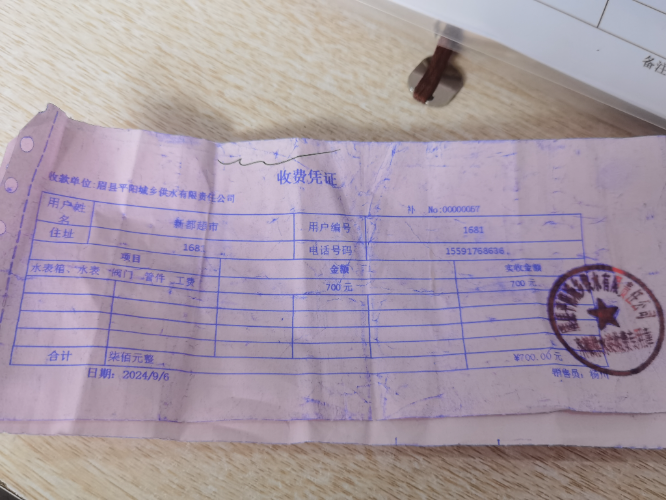 收费凭证
收款单位:眉县平阳城乡供水有限责任公司
补 No:00000067
用户姓名 新都超市 用户编号 1681
住址 1681 电话号码 15591768636
项目 金额 实收金额
水表箱、水表 阀门 管件 工费 700元 700元
合计 柒佰元整 ¥700.00元
日期: 2024/9/6 销售员:
备注